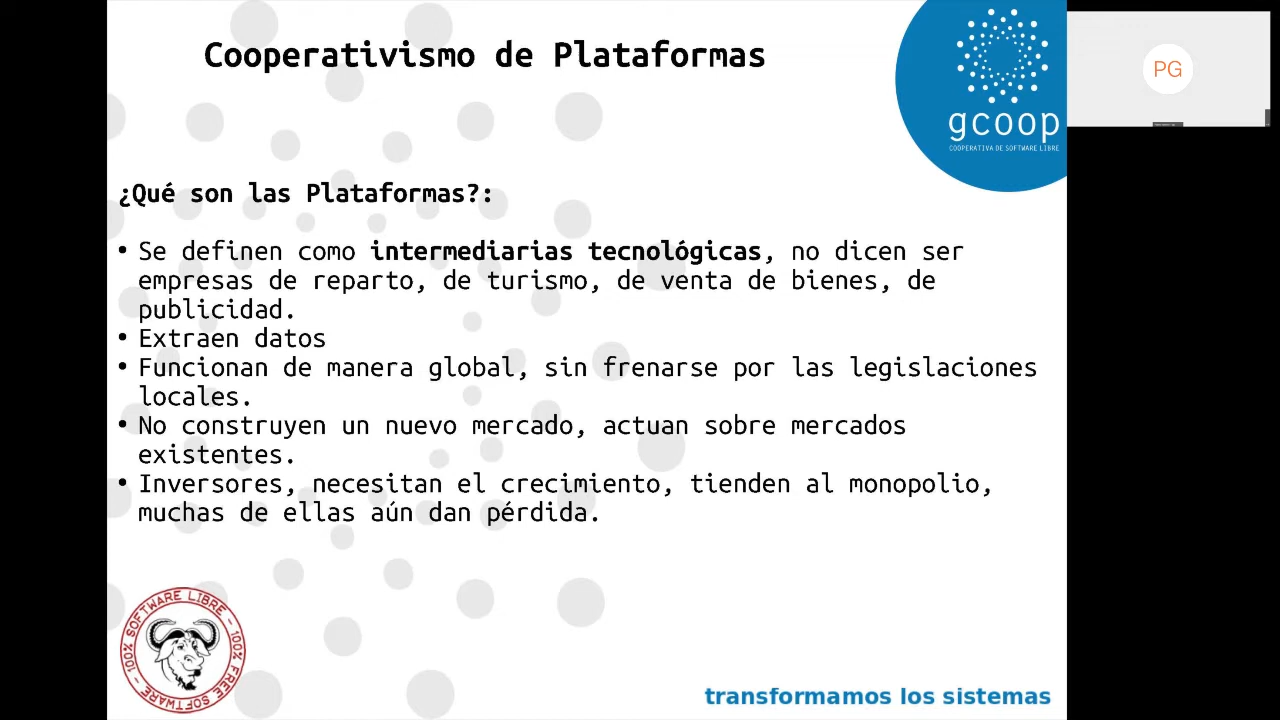 Cooperativismo de Plataformas
gcoop
COOPERATIVA DE SOFTWARE LIBRE
PG
¿Qué son las Plataformas?:
• Se definen como intermediarias tecnológicas, no dicen ser
empresas de reparto, de turismo, de venta de bienes, de
publicidad.
• Extraen datos
• Funcionan de manera global, sin frenarse por las legislaciones
locales.
• No construyen un nuevo mercado, actuan sobre mercados
existentes.
• Inversores, necesitan el crecimiento, tienden al monopolio,
muchas de ellas aún dan pérdida.
100% SOFTWARE LIBRE - 100% FREE SOFTWARE -
transformamos los sistemas